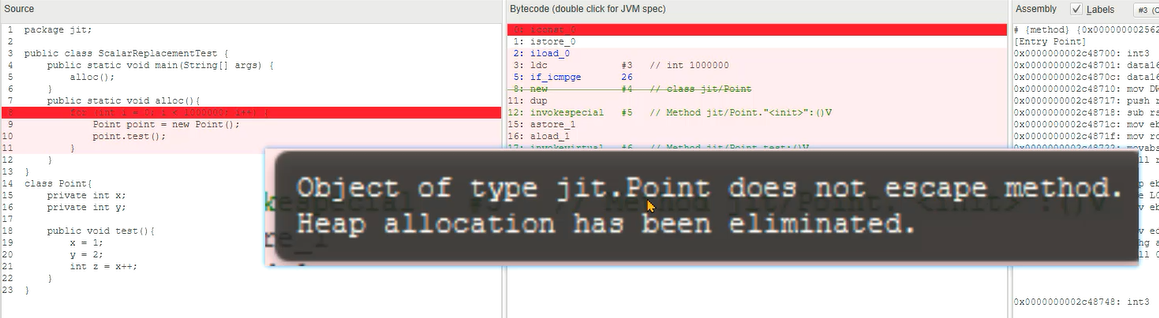 Source
1 package jit;
2
3 public class ScalarReplacementTest {
4 public static void main(String[] args) {
5 alloc();
6 }
7 public static void alloc(){
9 Point point = new Point();
10 point.test();
11 }
12 }
13 }
14 class Point{
15 private int x;
16 private int y;
17
18 public void test(){
19 x = 1;
20 y = 2;
21 int z = x++;
22 }
23 }
Bytecode (double click for JVM spec)
1: istore_0
2: iload_0
3: ldc #3 // int 1000000
5: if_icmpge 26
8: new #4 // class jit/Point
11: dup
12: invokespecial #5 // Method jit/Point."<init>":()V
15: astore_1
16: aload_1
17: invokevirtual #6 // Method jit/Point.test:()V
Object of type jit.Point does not escape method.
Heap allocation has been eliminated.
Assembly Labels #3
# {method} {0x0000000002562
[Entry Point]
0x0000000002c48700: int3
0x0000000002c48701: data16
0x0000000002c4870c: data16
0x0000000002c48710: mov DW
0x0000000002c48717: push r
0x0000000002c48718: sub rs
0x0000000002c4871c: mov eb
0x0000000002c4871f: mov rc
0x0000000002c48722: movabs
0x0000000002c48748: int3